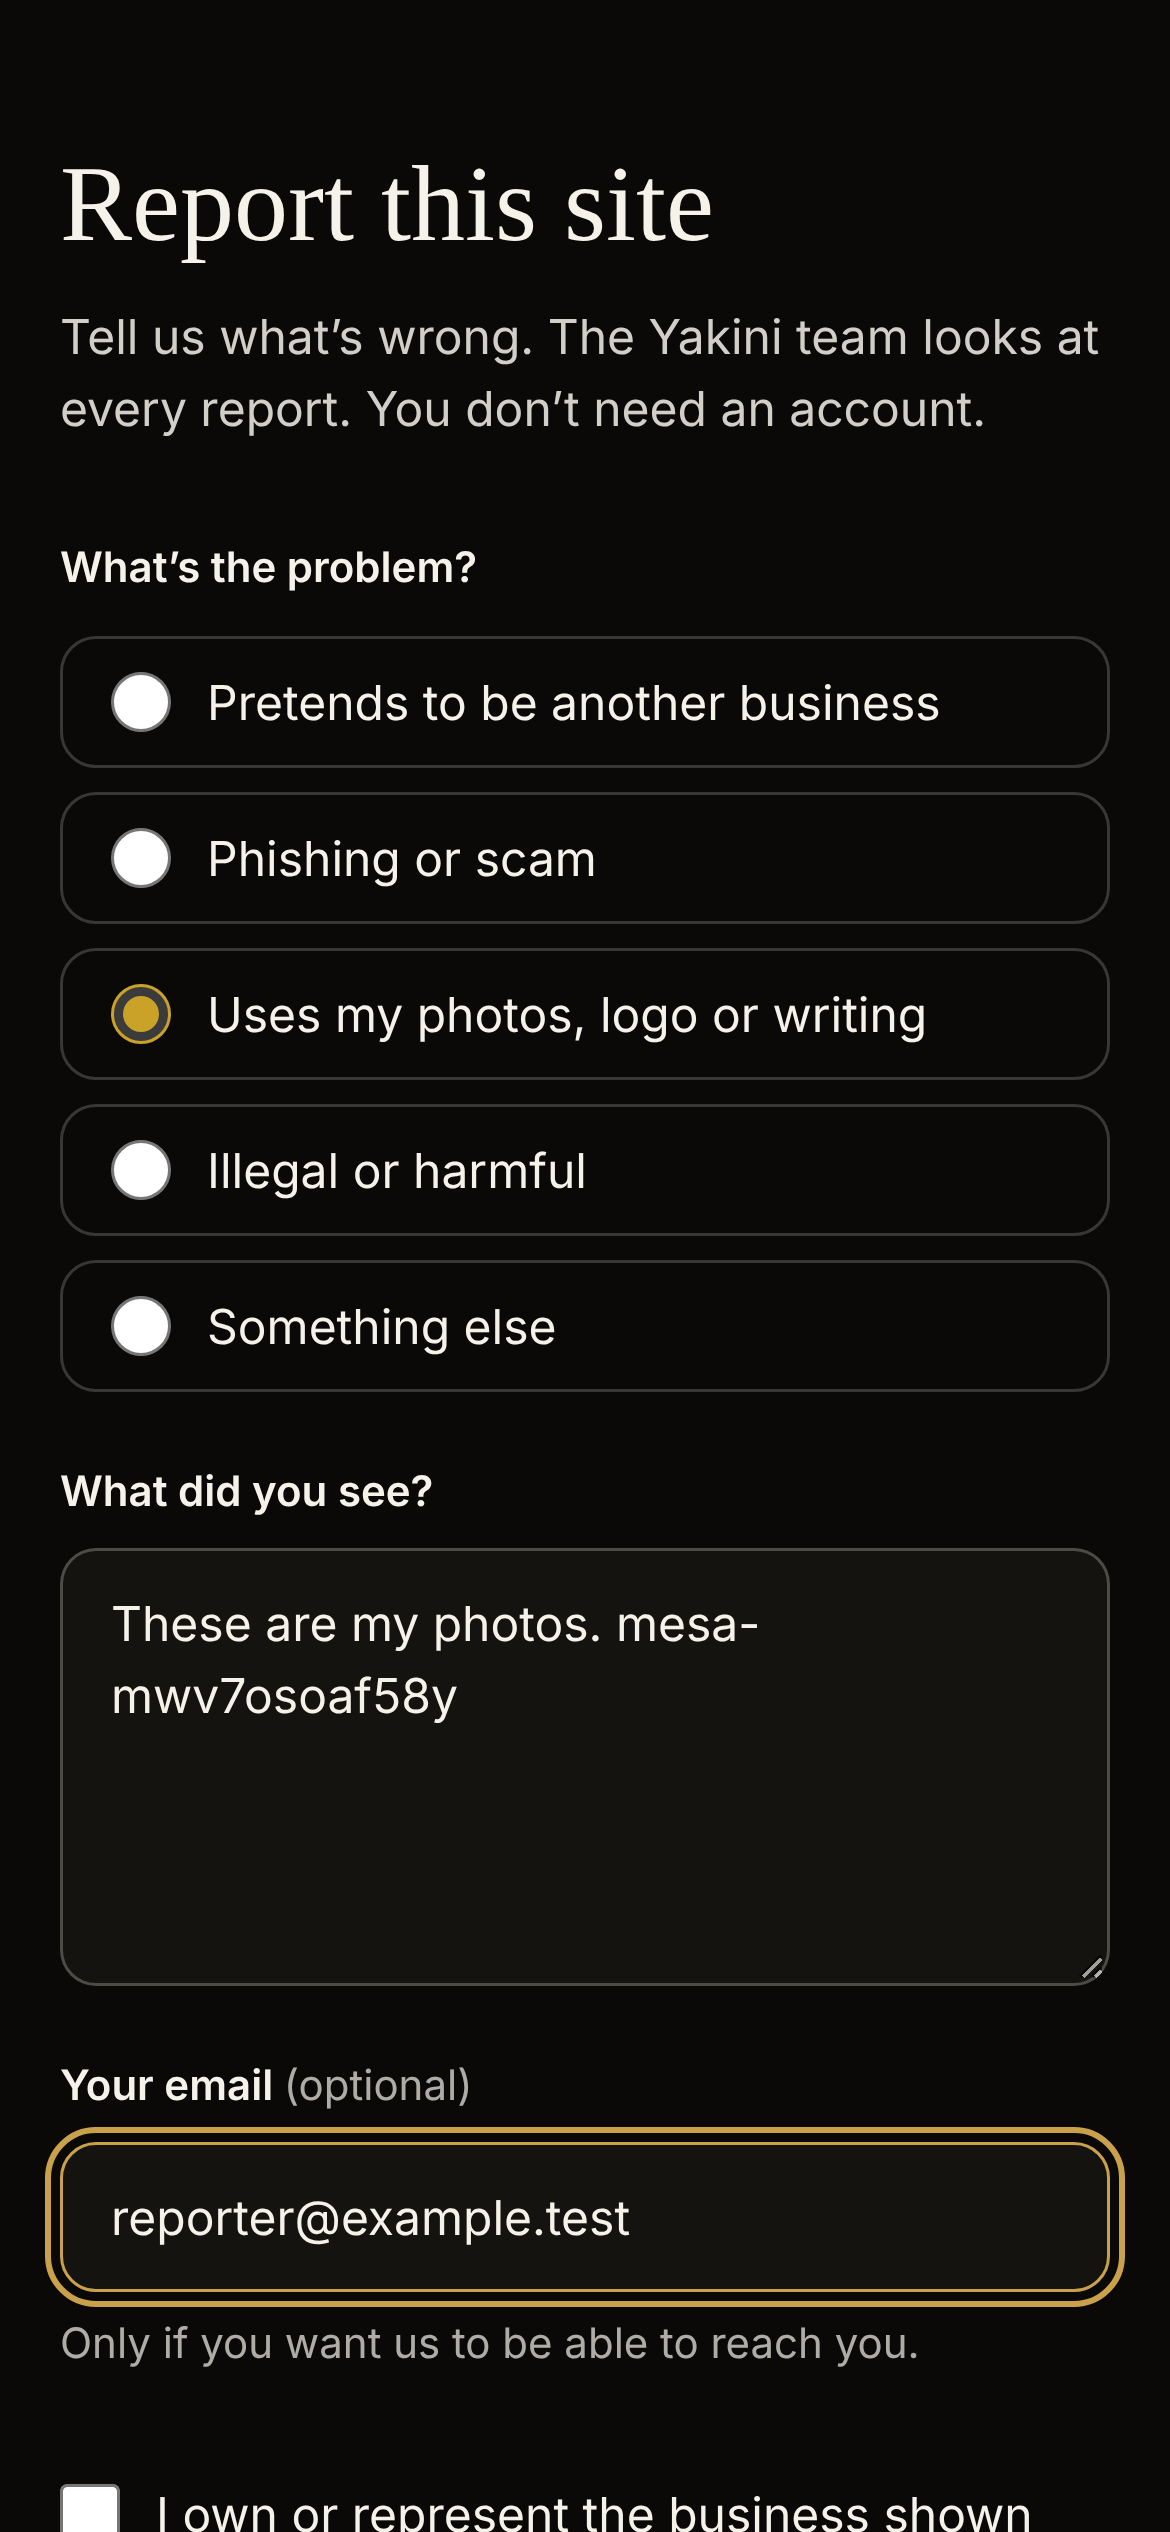 Report this site
Tell us what’s wrong. The Yakini team looks at
every report. You don’t need an account.
What’s the problem?
Pretends to be another business
Phishing or scam
Uses my photos, logo or writing
Illegal or harmful
Something else
What did you see?
These are my photos. mesa-
mwv7osoaf58y
Your email (optional)
reporter@example.test
Only if you want us to be able to reach you.
I own or represent the business shown